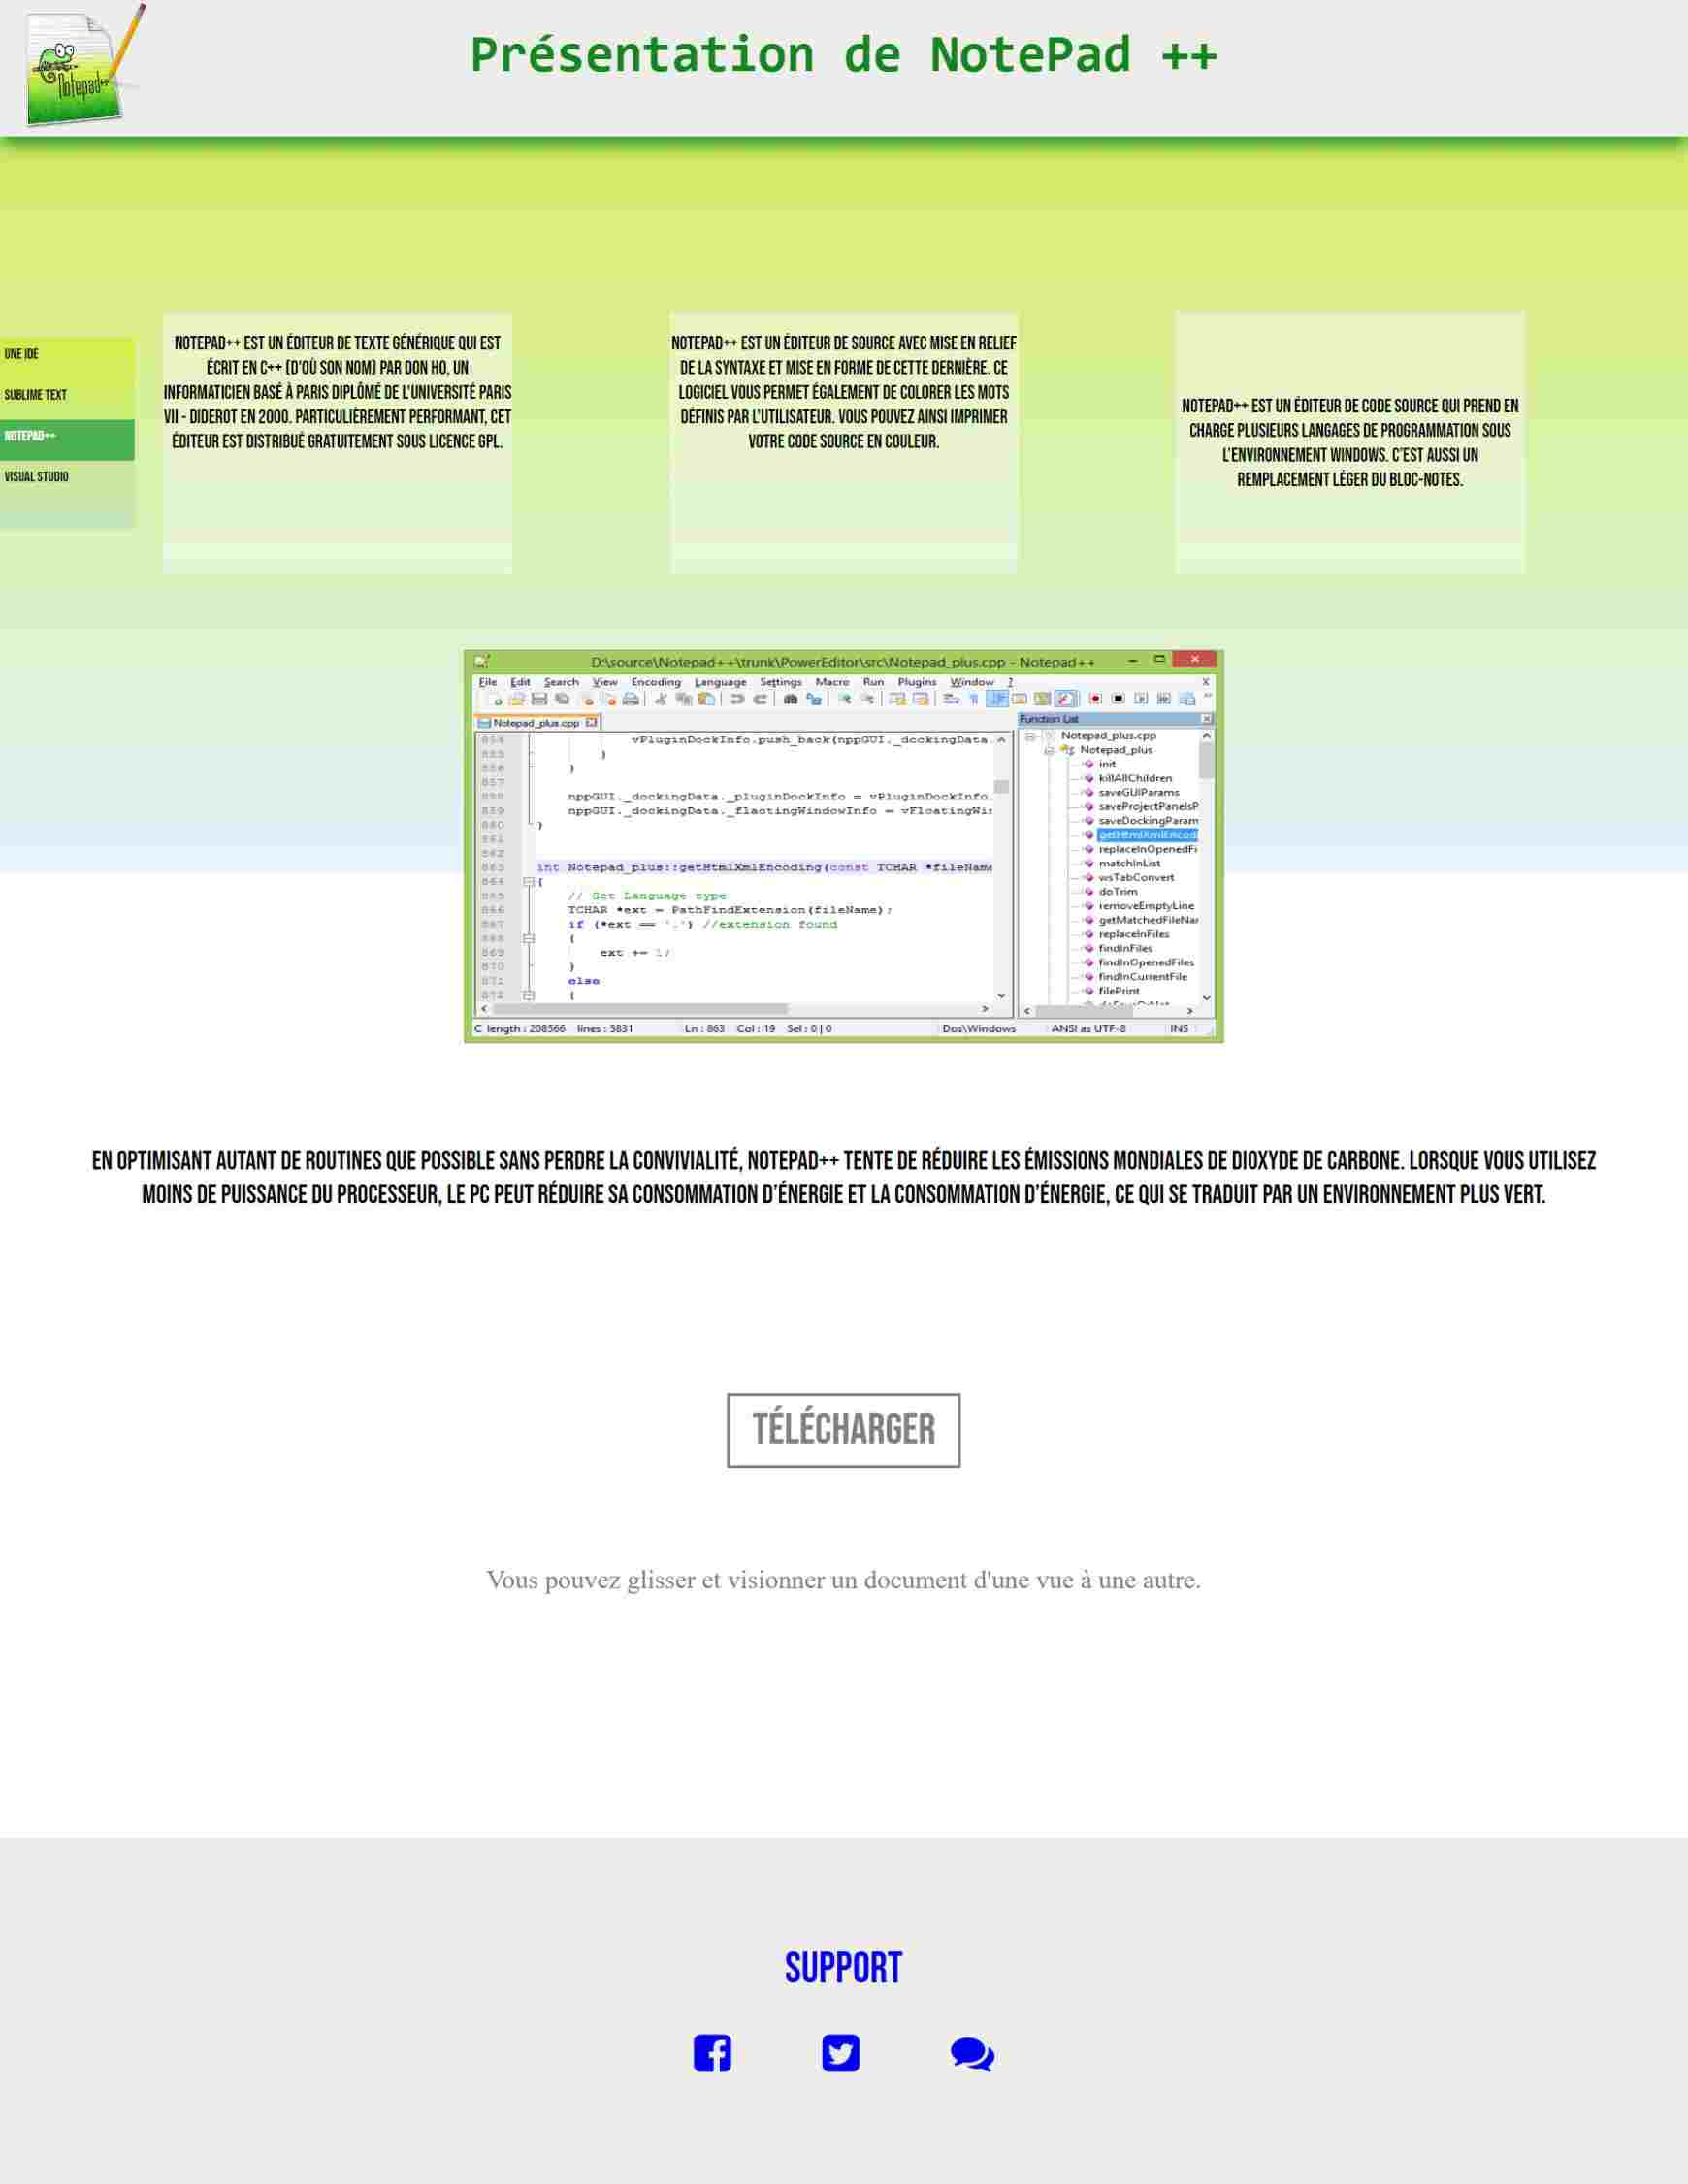 Notepad++
Présentation de NotePad ++
UNE IDE
SUBLIME TEXT
NOTEPAD++
VISUAL STUDIO
NOTEPAD++ EST UN ÉDITEUR DE TEXTE GÉNÉRIQUE QUI EST
ÉCRIT EN C++ (D'OÙ SON NOM) PAR DON HO, UN
INFORMATICIEN BASÉ À PARIS DIPLÔMÉ DE L'UNIVERSITÉ PARIS
VII - DIDEROT EN 2000. PARTICULIÈREMENT PERFORMANT, CET
ÉDITEUR EST DISTRIBUÉ GRATUITEMENT SOUS LICENCE GPL.
NOTEPAD++ EST UN ÉDITEUR DE SOURCE AVEC MISE EN RELIEF
DE LA SYNTAXE ET MISE EN FORME DE CETTE DERNIÈRE. CE
LOGICIEL VOUS PERMET ÉGALEMENT DE COLORER LES MOTS
DÉFINIS PAR L'UTILISATEUR. VOUS POUVEZ AINSI IMPRIMER
VOTRE CODE SOURCE EN COULEUR.
NOTEPAD++ EST UN ÉDITEUR DE CODE SOURCE QUI PREND EN
CHARGE PLUSIEURS LANGAGES DE PROGRAMMATION SOUS
L'ENVIRONNEMENT WINDOWS. C'EST AUSSI UN
REMPLACEMENT LÉGER DU BLOC-NOTES.
D:\source\Notepad++\trunk\PowerEditor\src\Notepad_plus.cpp - Notepad++
File Edit Search View Encoding Language Settings Macro Run Plugins Window ? X
Notepad_plus.cpp
854 vPluginDockInfo.push_back(nppGUI._dockingData.
855 }
856 }
857
858 nppGUI._dockingData._pluginDockInfo = vPluginDockInfo.
859 nppGUI._dockingData._flaotingWindowInfo = vFloatingWin
860 }
861
862
863 int Notepad_plus::getHtmlXmlEncoding(const TCHAR *fileName
864 {
865 // Get Language type
866 TCHAR *ext = PathFindExtension(fileName);
867 if (*ext == '.') //extension found
868 {
869 ext += 1;
870 }
871 else
872 {
Function List
Notepad_plus.cpp
Notepad_plus
init
killAllChildren
saveGUIParams
saveProjectPanelsP
saveDockingParam
getHtmlXmlEncodi
replaceInOpenedFi
matchInList
wsTabConvert
doTrim
removeEmptyLine
getMatchedFileNar
replaceInFiles
findInFiles
findInOpenedFiles
findInCurrentFile
filePrint
C length : 208566 lines : 5831 Ln : 863 Col : 19 Sel : 0 | 0 Dos\Windows ANSI as UTF-8 INS
EN OPTIMISANT AUTANT DE ROUTINES QUE POSSIBLE SANS PERDRE LA CONVIVIALITÉ, NOTEPAD++ TENTE DE RÉDUIRE LES ÉMISSIONS MONDIALES DE DIOXYDE DE CARBONE. LORSQUE VOUS UTILISEZ
MOINS DE PUISSANCE DU PROCESSEUR, LE PC PEUT RÉDUIRE SA CONSOMMATION D'ÉNERGIE ET LA CONSOMMATION D'ÉNERGIE, CE QUI SE TRADUIT PAR UN ENVIRONNEMENT PLUS VERT.
TÉLÉCHARGER
Vous pouvez glisser et visionner un document d'une vue à une autre.
SUPPORT